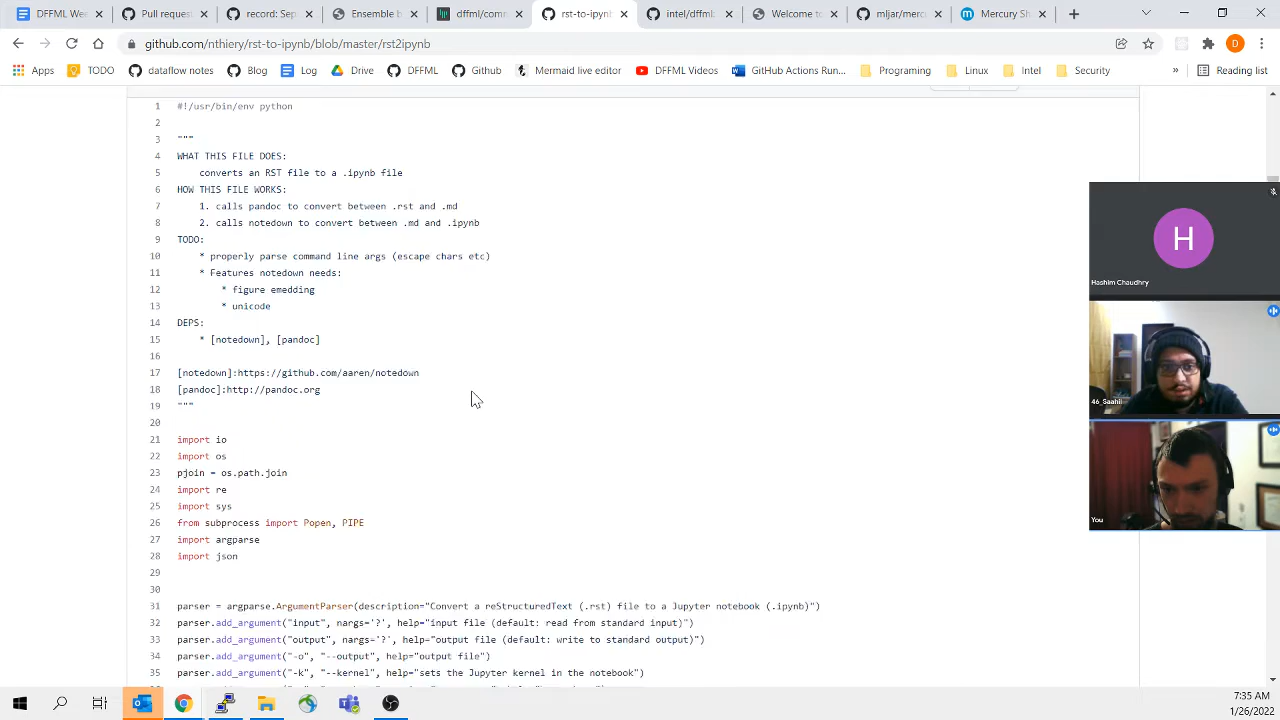 DFFML Wee
Pull request
recordflux
Ensemble b
dffml/com
rst-to-ipynb
intel/dffml
Welcome to
Mercury Sh
github.com/nthiery/rst-to-ipynb/blob/master/rst2ipynb
D
Apps
TODO
dataflow notes
Blog
Log
Drive
DFFML
Github
Mermaid live editor
DFFML Videos
GitHub Actions Run...
Programing
Linux
Intel
Security
»
Reading list
1 #!/usr/bin/env python
2
3 """
4 WHAT THIS FILE DOES:
5 converts an RST file to a .ipynb file
6 HOW THIS FILE WORKS:
7 1. calls pandoc to convert between .rst and .md
8 2. calls notedown to convert between .md and .ipynb
9 TODO:
10 * properly parse command line args (escape chars etc)
11 * Features notedown needs:
12 * figure emedding
13 * unicode
14 DEPS:
15 * [notedown], [pandoc]
16
17 [notedown]:https://github.com/aaren/notedown
18 [pandoc]:http://pandoc.org
19 """
20
21 import io
22 import os
23 pjoin = os.path.join
24 import re
25 import sys
26 from subprocess import Popen, PIPE
27 import argparse
28 import json
29
30
31 parser = argparse.ArgumentParser(description="Convert a reStructuredText (.rst) file to a Jupyter notebook (.ipynb)")
32 parser.add_argument("input", nargs='?', help="input file (default: read from standard input)")
33 parser.add_argument("output", nargs='?', help="output file (default: write to standard output)")
34 parser.add_argument("-o", "--output", help="output file")
35 parser.add_argument("-k", "--kernel", help="sets the Jupyter kernel in the notebook")
H
Hashim Chaudhry
46_Saahil
You
7:35 AM
1/26/2022